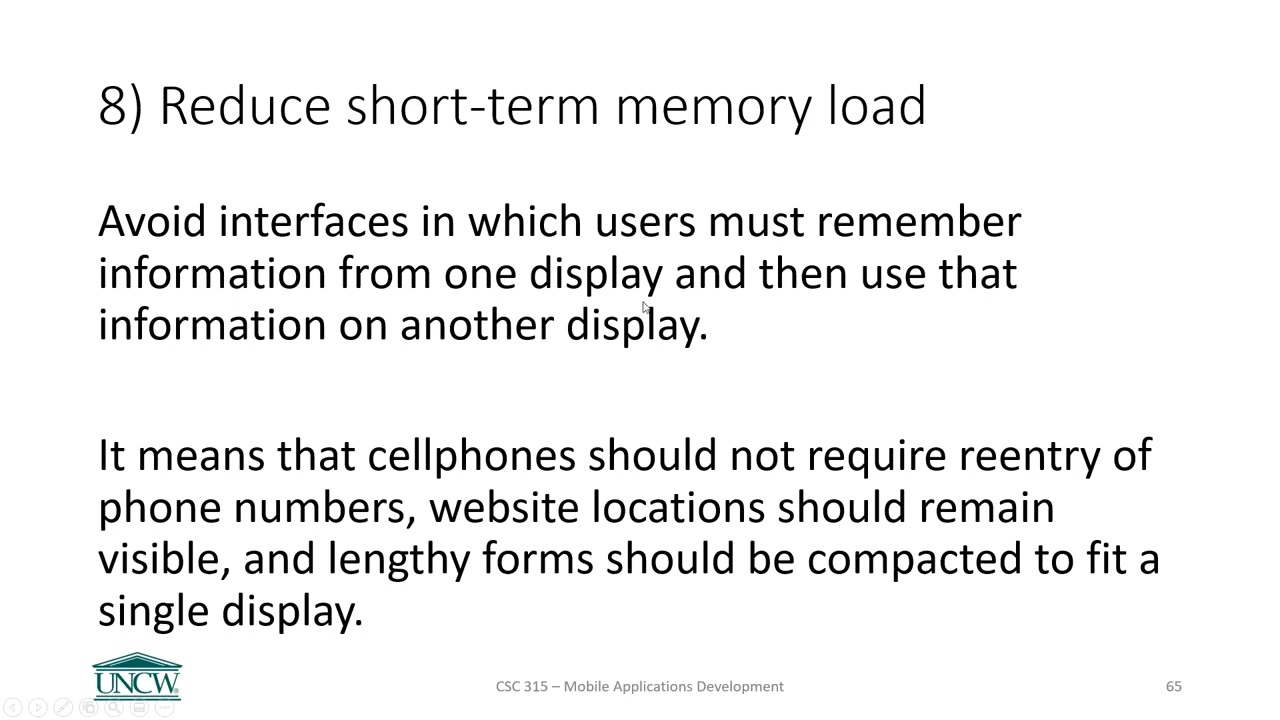 8) Reduce short-term memory load
Avoid interfaces in which users must remember
information from one display and then use that
information on another display.
It means that cellphones should not require reentry of
phone numbers, website locations should remain
visible, and lengthy forms should be compacted to fit a
single display.
UNCW
CSC 315 – Mobile Applications Development
65